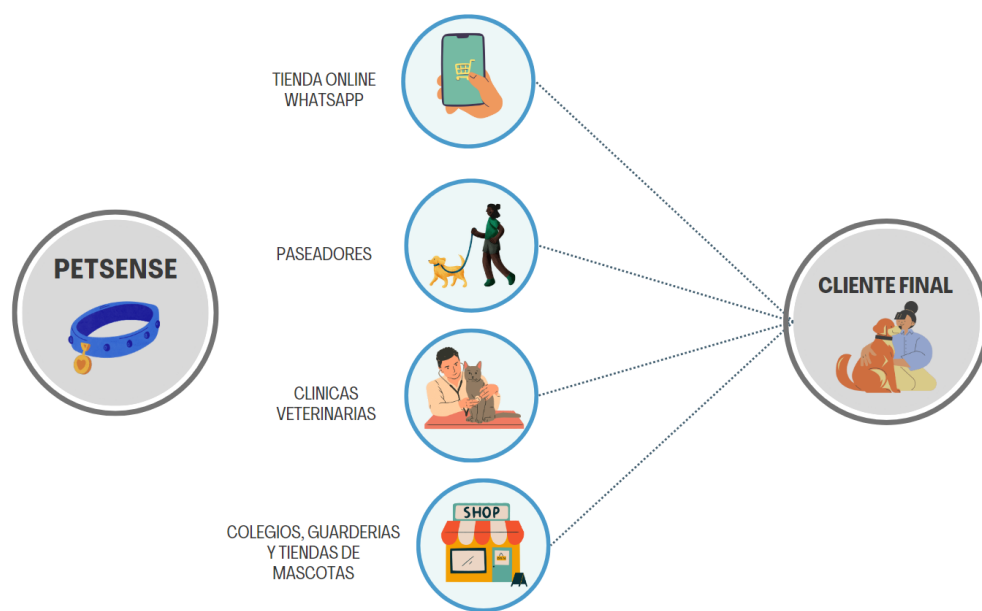 TIENDA ONLINE
WHATSAPP
PASEADORES
PETSENSE
CLIENTE FINAL
CLINICAS
VETERINARIAS
SHOP
COLEGIOS, GUARDERIAS
Y TIENDAS DE
MASCOTAS